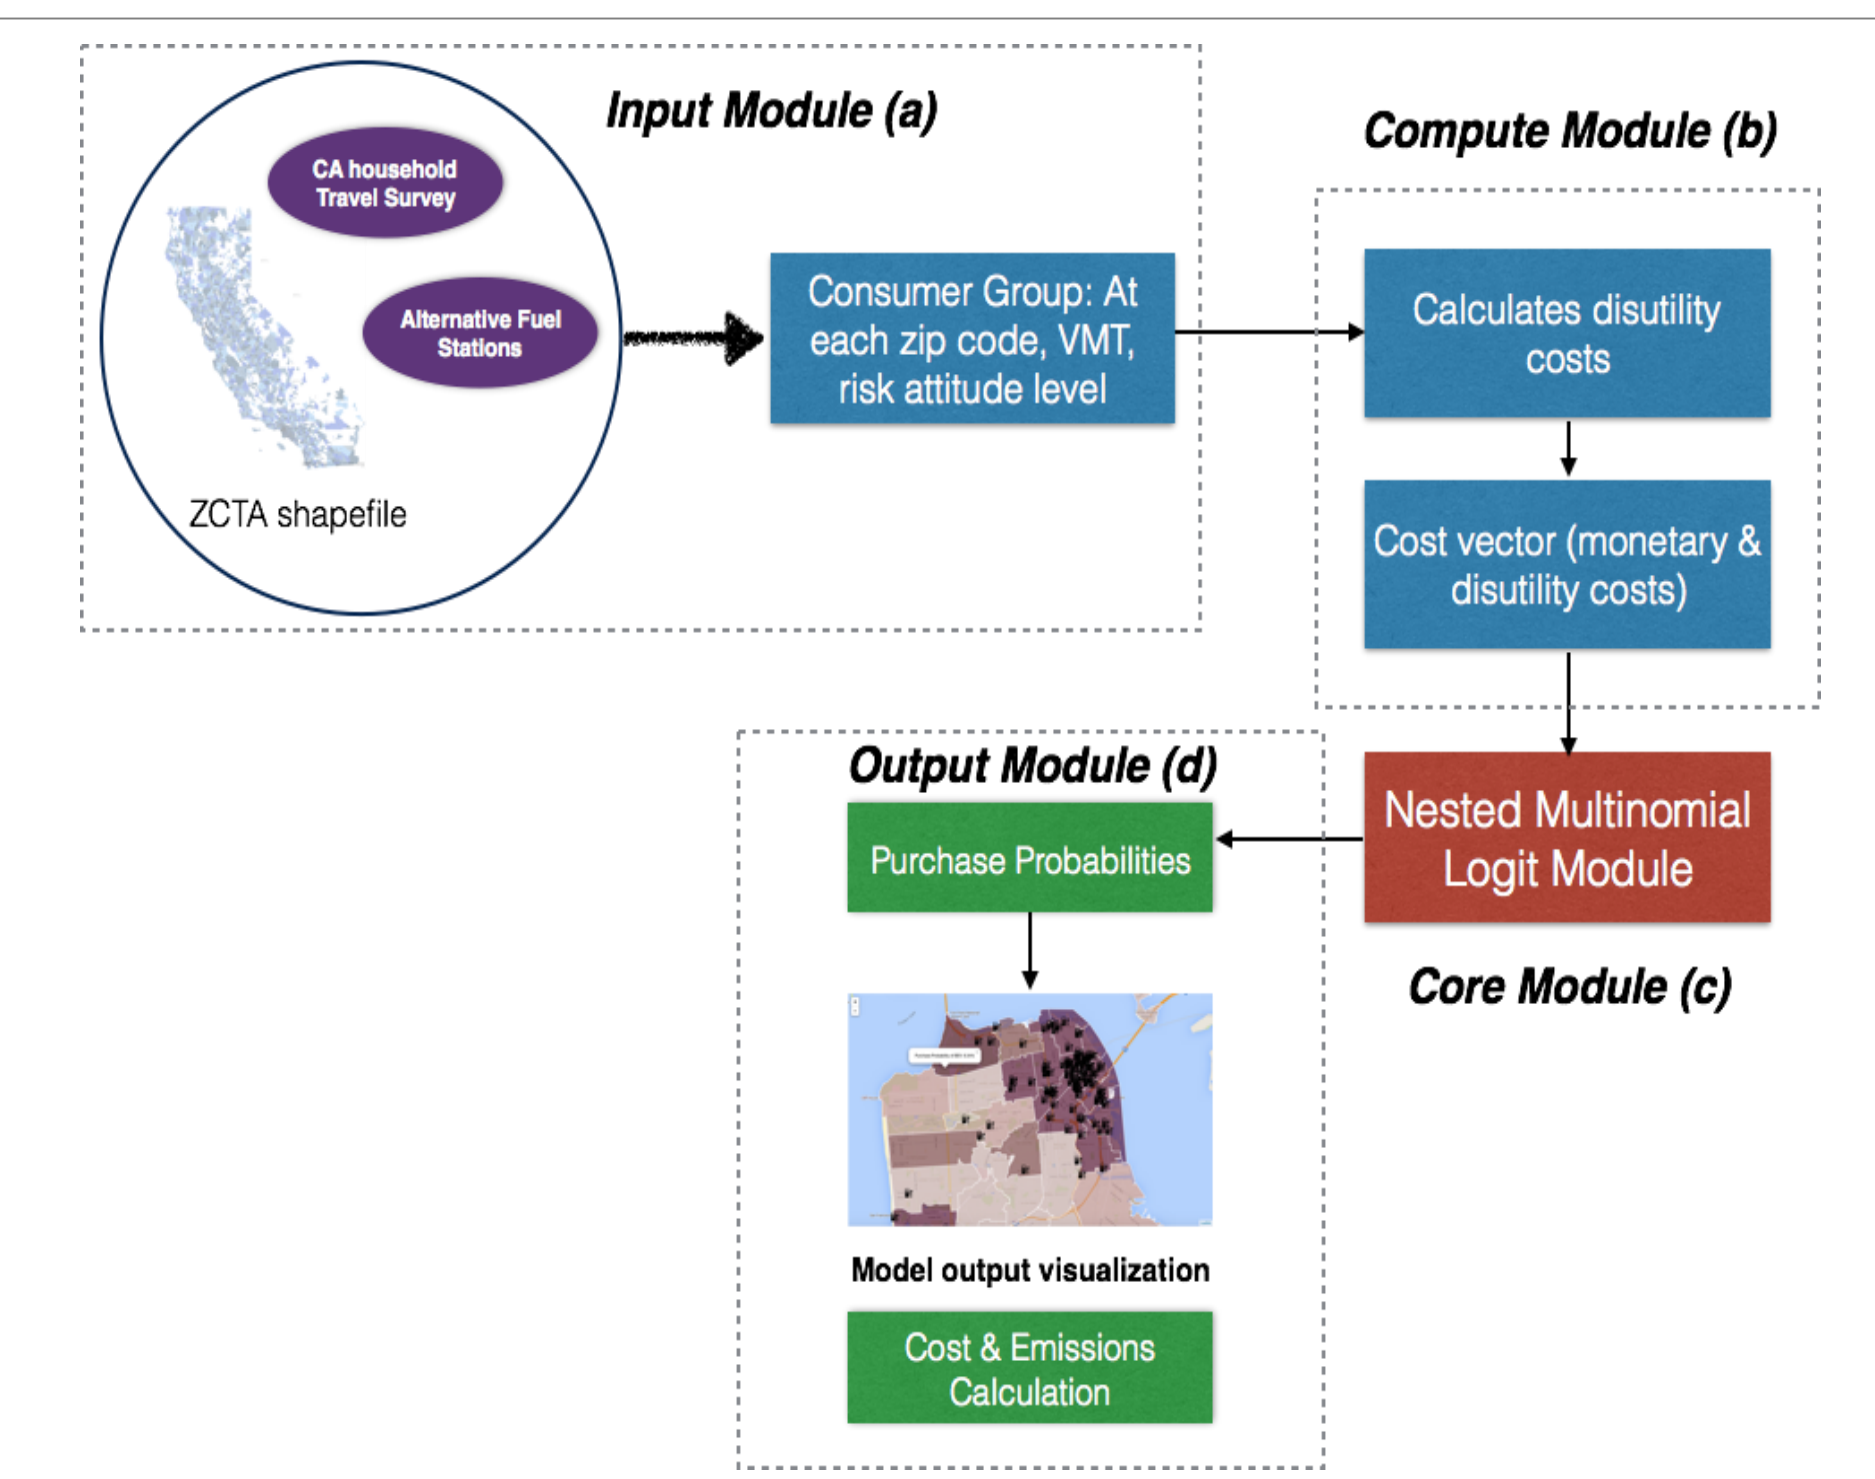 Input Module (a)
CA household
Travel Survey
Alternative Fuel
Stations
ZCTA shapefile
Consumer Group: At
each zip code, VMT,
risk attitude level
Compute Module (b)
Calculates disutility
costs
Cost vector (monetary &
disutility costs)
Nested Multinomial
Logit Module
Core Module (c)
Output Module (d)
Purchase Probabilities
Model output visualization
Cost & Emissions
Calculation